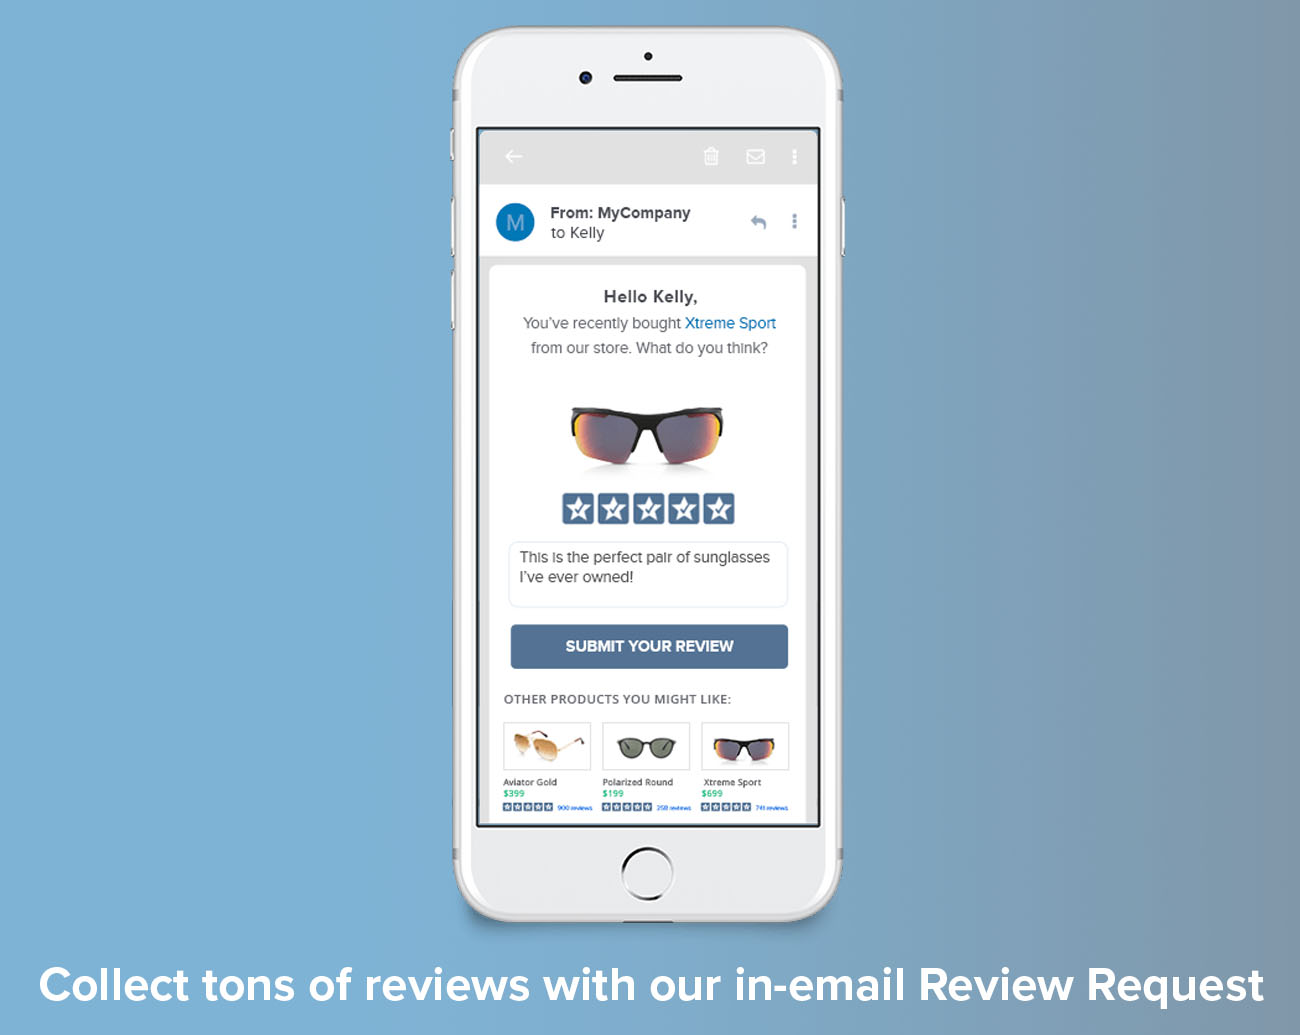 M
From: MyCompany
to Kelly
Hello Kelly,
You've recently bought Xtreme Sport
from our store. What do you think?
This is the perfect pair of sunglasses
I've ever owned!
SUBMIT YOUR REVIEW
OTHER PRODUCTS YOU MIGHT LIKE:
Aviator Gold Polarized Round Xtreme Sport
$399 $199 $699
900 reviews 258 reviews 741 reviews
Collect tons of reviews with our in-email Review Request